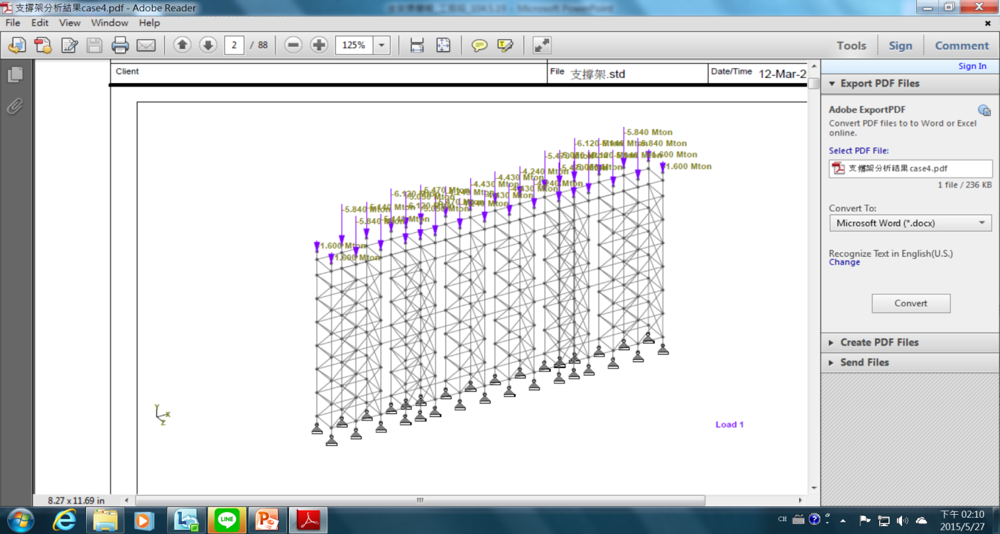 支撐架分析結果case4.pdf - Adobe Reader
File Edit View Window Help
2 / 88 125% Tools Sign Comment
Sign In
Client File 支撐架.std Date/Time 12-Mar-2
Export PDF Files
Adobe ExportPDF
Convert PDF files to to Word or Excel
online.
Select PDF File:
支撐架分析結果case4.pdf
1 file / 236 KB
Convert To:
Microsoft Word (*.docx)
Recognize Text in English(U.S.)
Change
Convert
Create PDF Files
Send Files
-5.840 Mton
-6.120
5.840 Mton
1.600 Mton
1.600 Mton
-4.240 Mton
-4.430 Mton
-4.240 Mton
-4.430 Mton
-4.430 Mton
-5.470 Mton
-4.430 Mton
-5.840 Mton
-5.840 Mton
1.600 Mton
-1.600 Mton
Y
X
Z
Load 1
8.27 x 11.69 in
LINE
CH
下午 02:10
2015/5/27